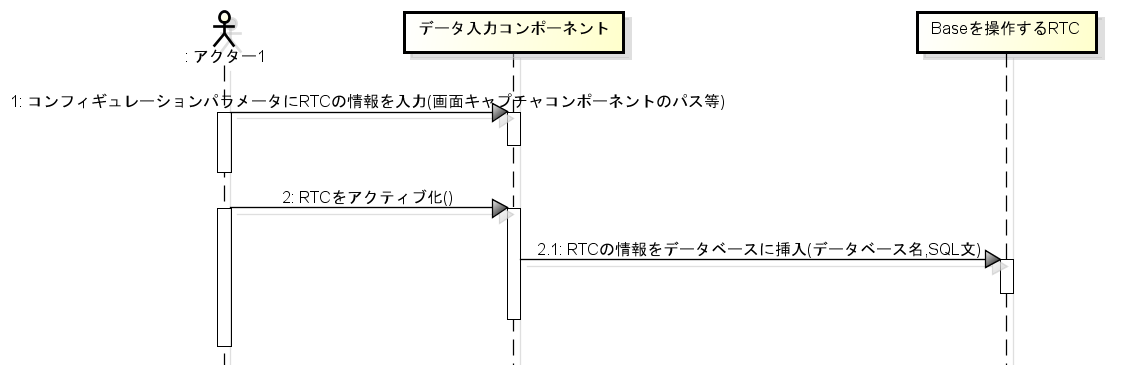 データ入力コンポーネント
Baseを操作するRTC
: アクター1
1: コンフィギュレーションパラメータにRTCの情報を入力(画面キャプチャコンポーネントのパス等)
2: RTCをアクティブ化()
2.1: RTCの情報をデータベースに挿入(データベース名,SQL文)